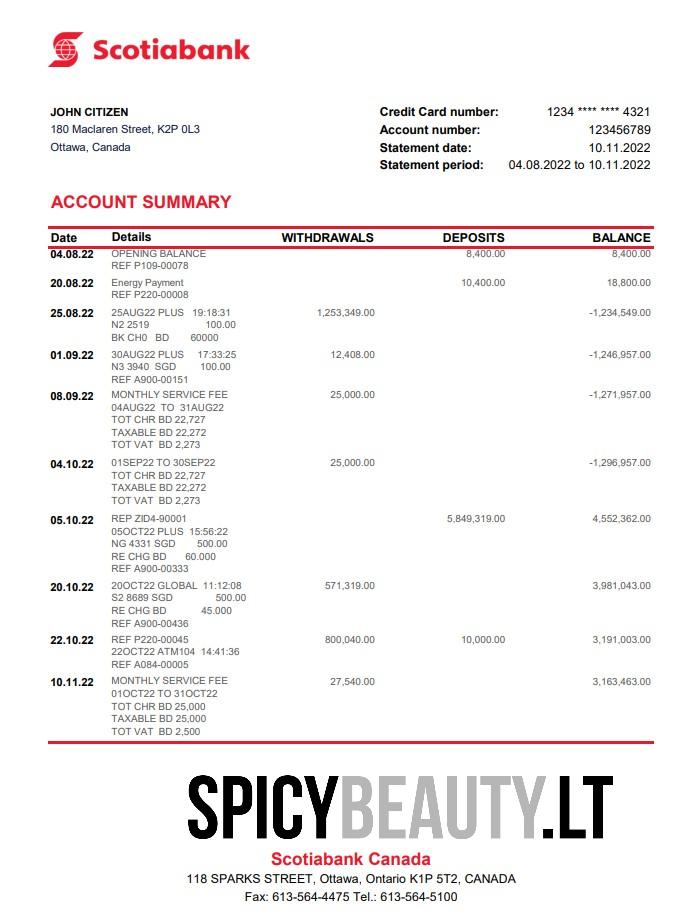 Scotiabank
JOHN CITIZEN
180 Maclaren Street, K2P 0L3
Ottawa, Canada
Credit Card number: 1234 **** **** 4321
Account number: 123456789
Statement date: 10.11.2022
Statement period: 04.08.2022 to 10.11.2022
ACCOUNT SUMMARY
Date Details WITHDRAWALS DEPOSITS BALANCE
04.08.22 OPENING BALANCE 8,400.00 8,400.00
REF P109-00078
20.08.22 Energy Payment 10,400.00 18,800.00
REF P220-00008
25.08.22 25AUG22 PLUS 19:18:31 1,253,349.00 -1,234,549.00
N2 2519 100.00
BK CH0 BD 60000
01.09.22 30AUG22 PLUS 17:33:25 12,408.00 -1,246,957.00
N3 3940 SGD 100.00
REF A900-00151
08.09.22 MONTHLY SERVICE FEE 25,000.00 -1,271,957.00
04AUG22 TO 31AUG22
TOT CHR BD 22,727
TAXABLE BD 22,272
TOT VAT BD 2,273
04.10.22 01SEP22 TO 30SEP22 25,000.00 -1,296,957.00
TOT CHR BD 22,727
TAXABLE BD 22,272
TOT VAT BD 2,273
05.10.22 REP ZID4-90001 5,849,319.00 4,552,362.00
05OCT22 PLUS 15:56:22
NG 4331 SGD 500.00
RE CHG BD 60.000
REF A900-00333
20.10.22 20OCT22 GLOBAL 11:12:08 571,319.00 3,981,043.00
S2 8689 SGD 500.00
RE CHG BD 45.000
REF A900-00436
22.10.22 REF P220-00045 800,040.00 10,000.00 3,191,003.00
22OCT22 ATM104 14:41:36
REF A084-00005
10.11.22 MONTHLY SERVICE FEE 27,540.00 3,163,463.00
01OCT22 TO 31OCT22
TOT CHR BD 25,000
TAXABLE BD 25,000
TOT VAT BD 2,500
SPICYBEAUTY.LT
Scotiabank Canada
118 SPARKS STREET, Ottawa, Ontario K1P 5T2, CANADA
Fax: 613-564-4475 Tel.: 613-564-5100